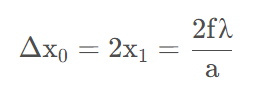 Δx₀ = 2x₁ = 2fλ/a